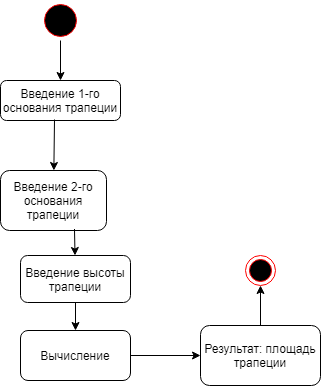 Введение 1-го
основания трапеции
Введение 2-го
основания
трапеции
Введение высоты
трапеции
Вычисление
Результат: площадь
трапеции